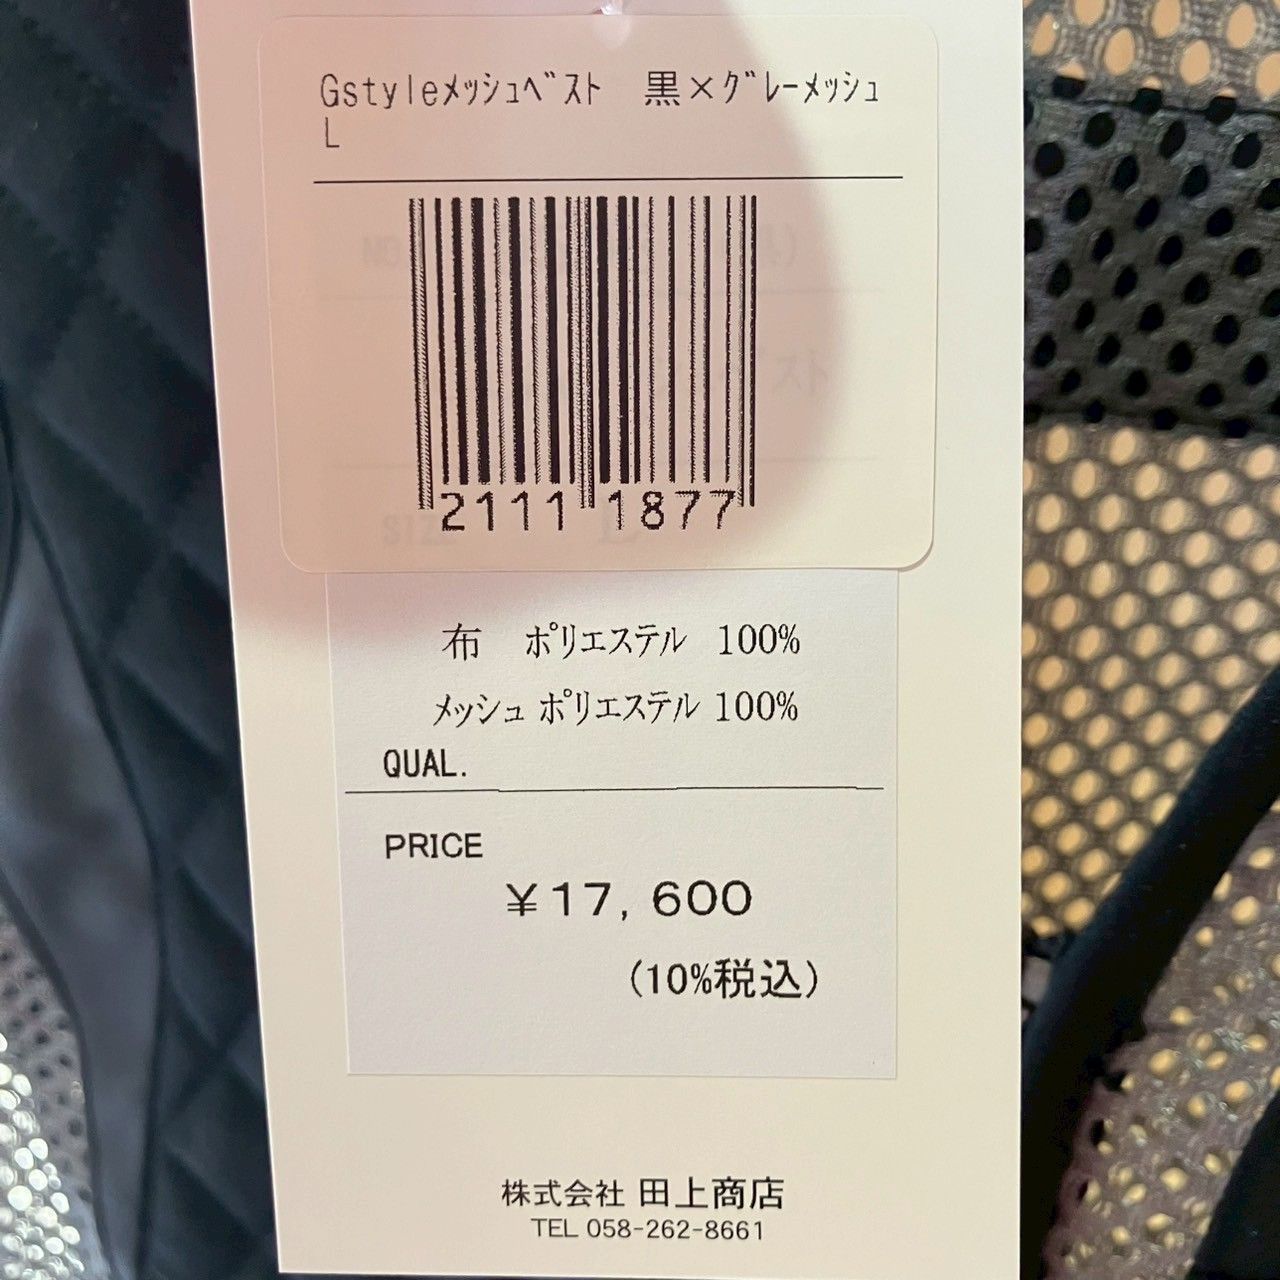 Gstyleメッシュベスト　黒×グレーメッシュ
L
2111 1877
布　ポリエステル 100%
メッシュ ポリエステル 100%
QUAL.
PRICE
￥17,600
(10%税込)
株式会社 田上商店
TEL 058-262-8661